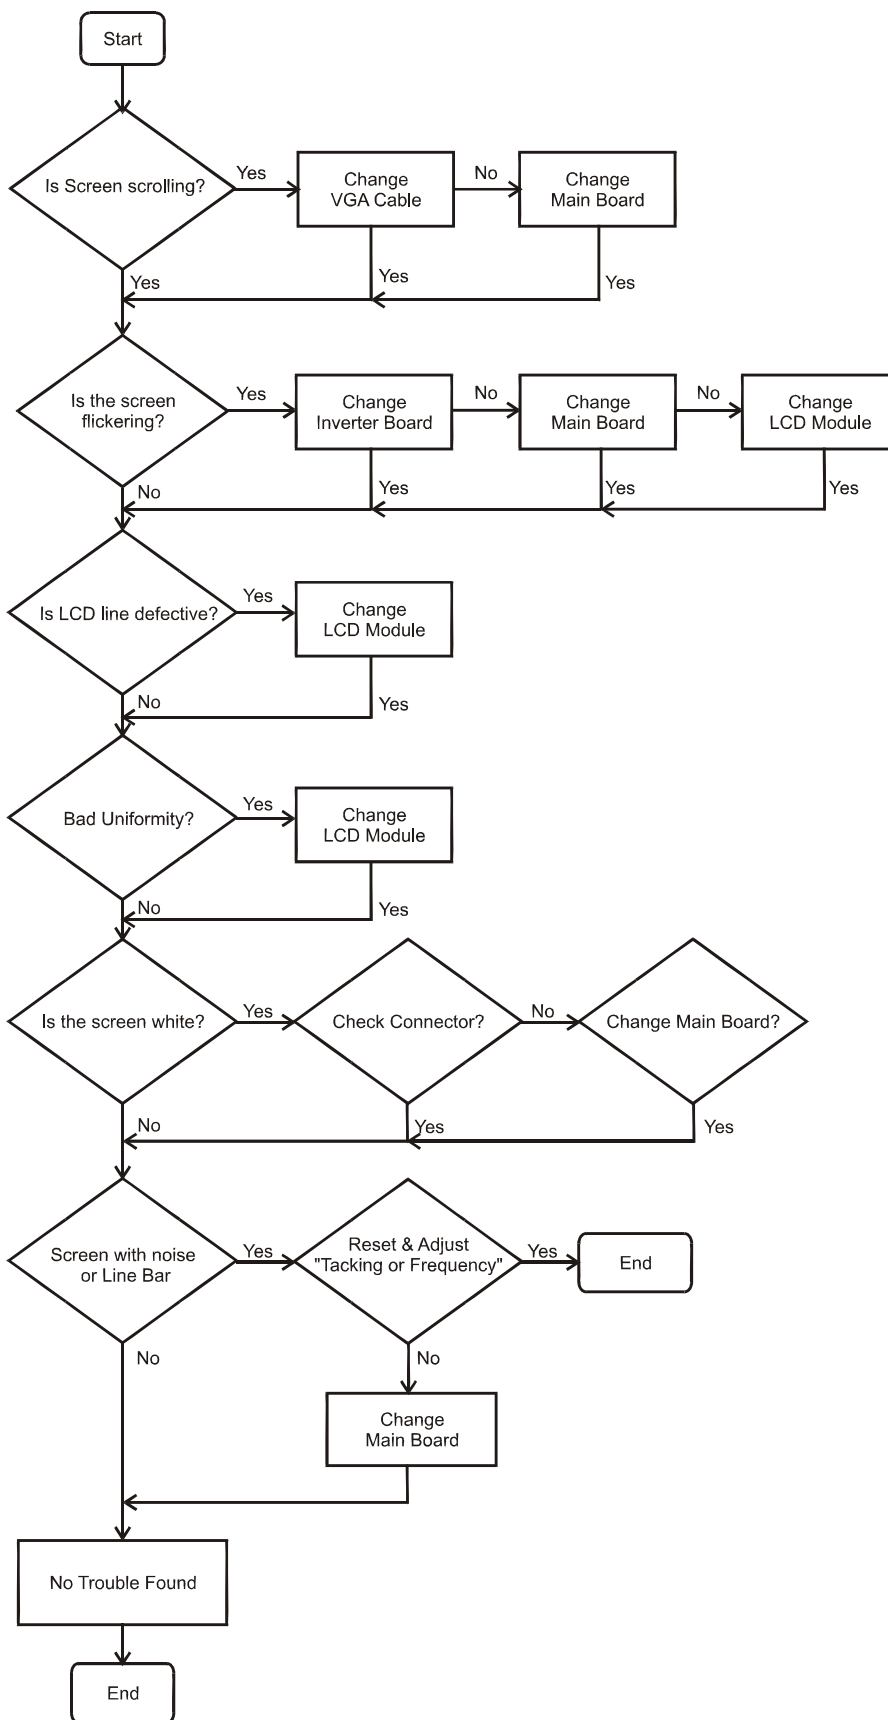 Start
Is Screen scrolling?
Yes
Change
VGA Cable
No
Change
Main Board
Yes
Yes
Yes
Is the screen
flickering?
Yes
Change
Inverter Board
No
Change
Main Board
No
Change
LCD Module
No
Yes
Yes
Yes
Is LCD line defective?
Yes
Change
LCD Module
No
Yes
Bad Uniformity?
Yes
Change
LCD Module
No
Yes
Is the screen white?
Yes
Check Connector?
No
Change Main Board?
No
Yes
Yes
Screen with noise
or Line Bar
Yes
Reset & Adjust
"Tacking or Frequency"
Yes
End
No
No
Change
Main Board
No Trouble Found
End